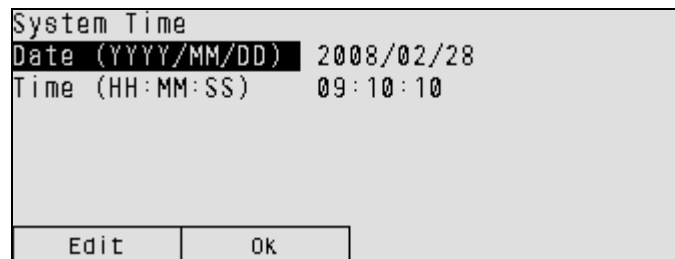 System Time
Date (YYYY/MM/DD) 2008/02/28
Time (HH:MM:SS) 09:10:10
Edit Ok